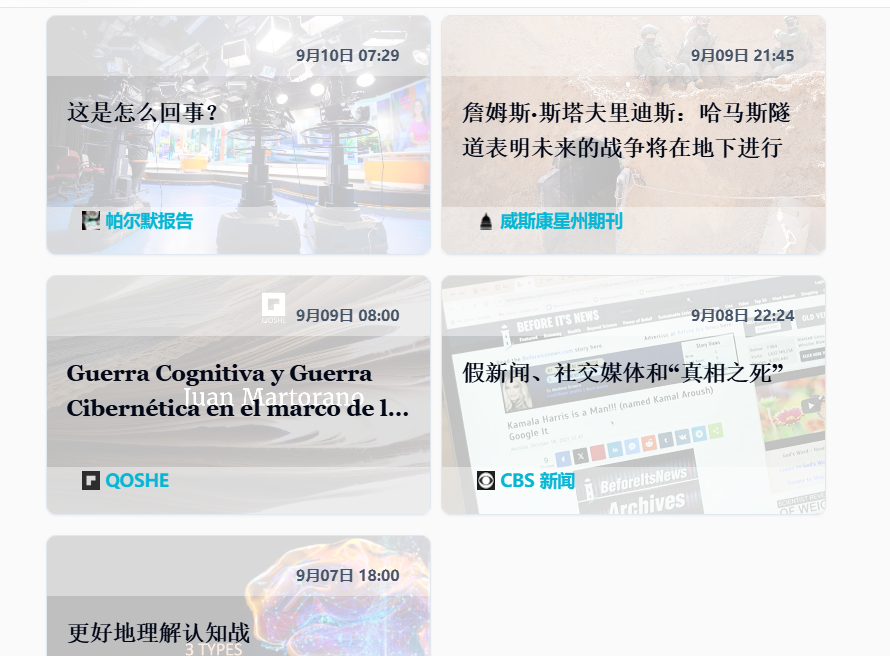 9月10日 07:29
这是怎么回事？
帕尔默报告
9月09日 21:45
詹姆斯·斯塔夫里迪斯：哈马斯隧
道表明未来的战争将在地下进行
威斯康星州期刊
QOSHE
9月09日 08:00
Guerra Cognitiva y Guerra
Juan Martorano
Cibernética en el marco de l...
QOSHE
9月08日 22:24
BEFORE IT'S NEWS
假新闻、社交媒体和“真相之死”
Kamala Harris is a Man!!! (named Kamal Aroush)
Google It.
CBS 新闻
BeforeItsNews
Archives
9月07日 18:00
更好地理解认知战
3 TYPES